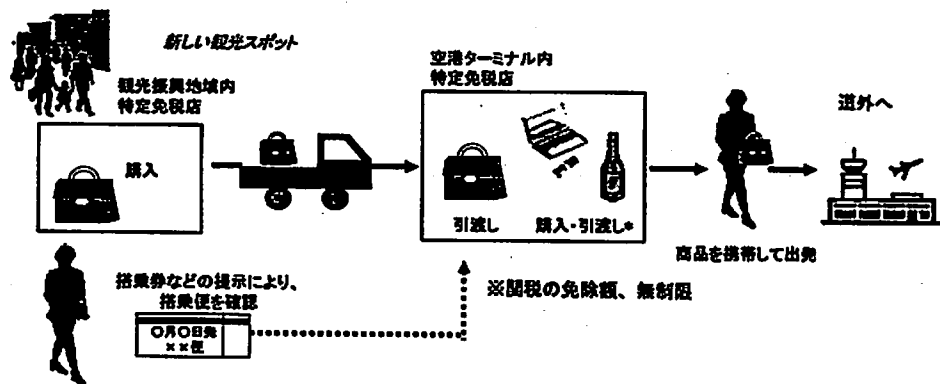 新しい観光スポット
観光振興地域内
特定免税店
購入
空港ターミナル内
特定免税店
引渡し
購入・引渡し*
道外へ
商品を携帯して出発
搭乗券などの提示により、
搭乗便を確認
〇月〇日発
××便
※関税の免除額、無制限